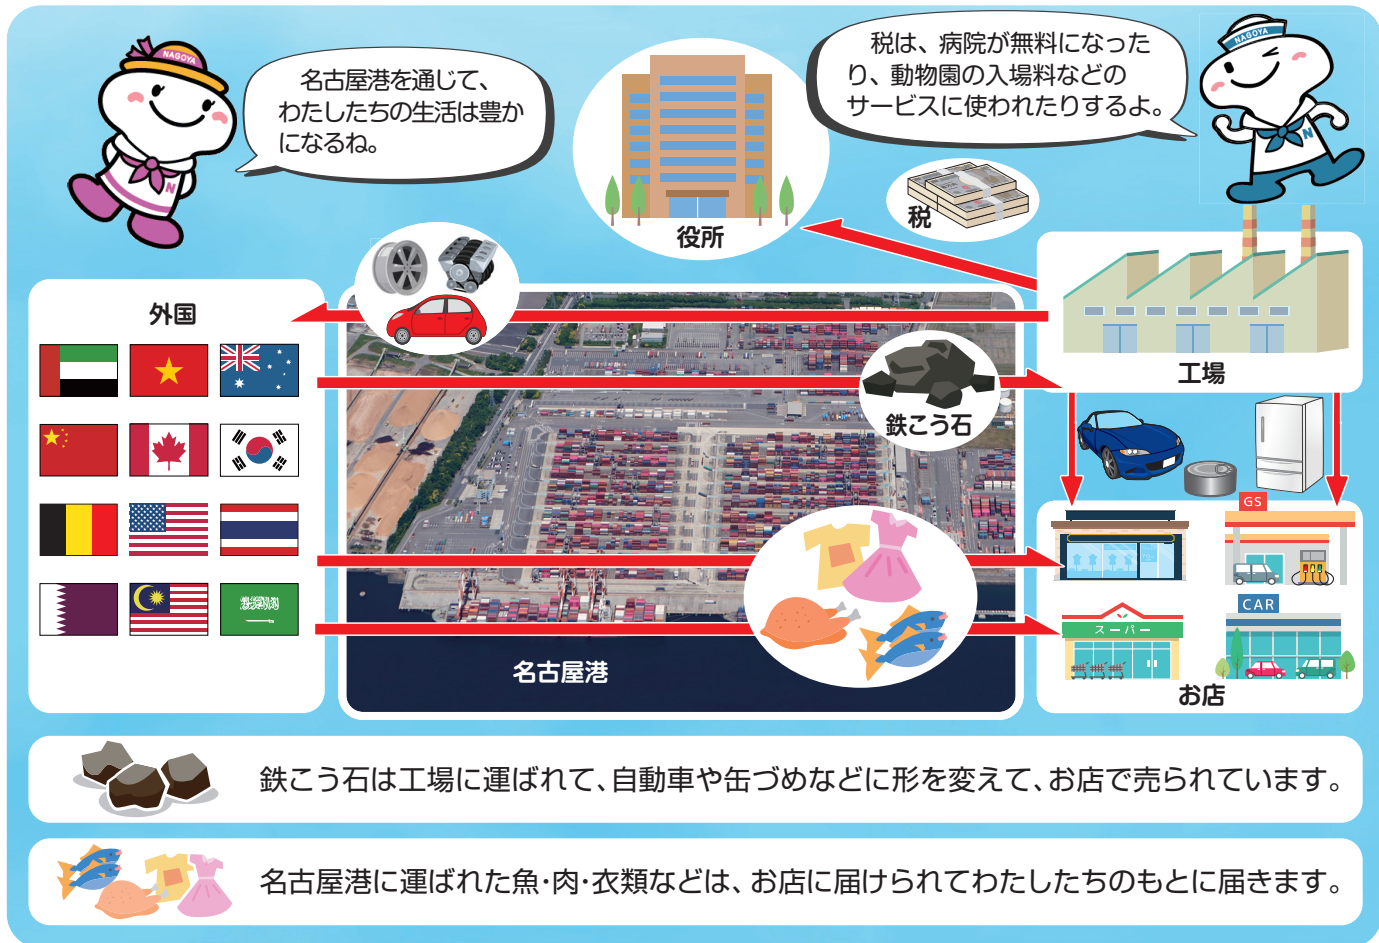 NAGOYA
N
名古屋港を通じて、
わたしたちの生活は豊か
になるね。
税は、病院が無料になった
り、動物園の入場料などの
サービスに使われたりするよ。
NAGOYA
N
役所
税
外国
工場
鉄こう石
GS
CAR
スーパー
お店
名古屋港
鉄こう石は工場に運ばれて、自動車や缶づめなどに形を変えて、お店で売られています。
名古屋港に運ばれた魚・肉・衣類などは、お店に届けられてわたしたちのもとに届きます。